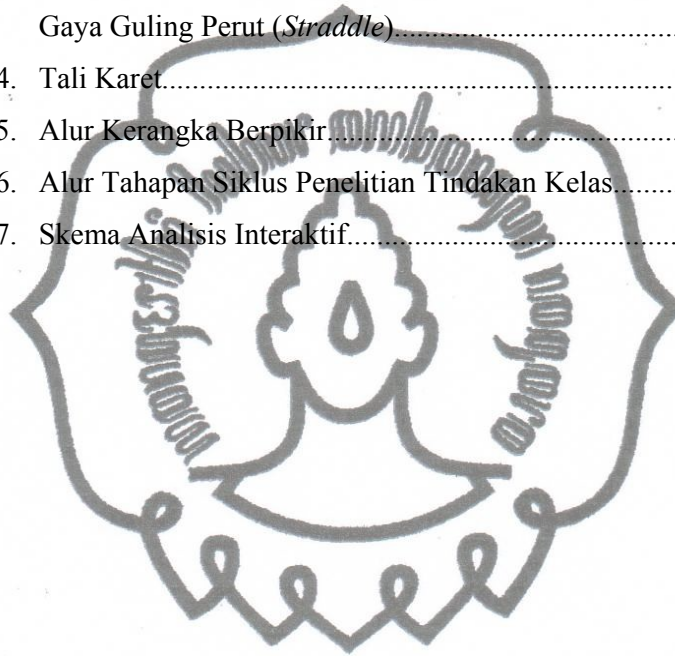 Gaya Guling Perut (Straddle)........................................
4. Tali Karet........................................................................
5. Alur Kerangka Berpikir..................................................
6. Alur Tahapan Siklus Penelitian Tindakan Kelas........
7. Skema Analisis Interaktif...............................................